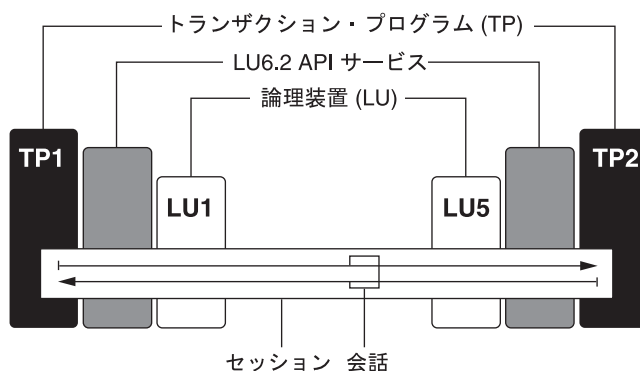 トランザクション・プログラム (TP)
LU6.2 API サービス
論理装置 (LU)
TP1
TP2
LU1
LU5
セッション
会話